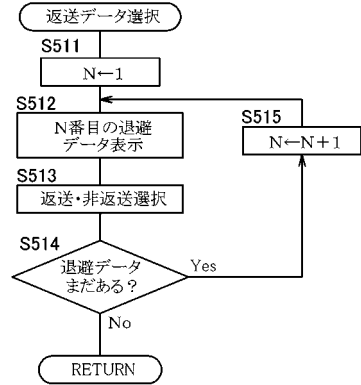 返送データ選択
S511
N←1
S512
N番目の退避
データ表示
S515
N←N+1
S513
返送・非返送選択
S514
退避データ
まだある？
Yes
No
RETURN